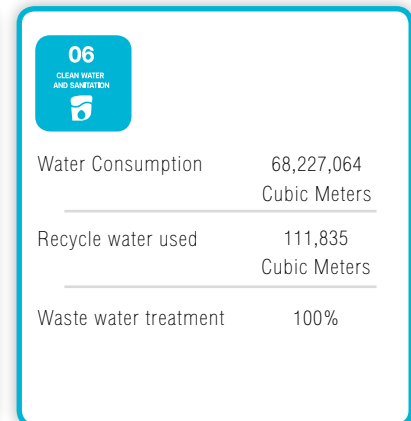 06
CLEAN WATER
AND SANITATION
Water Consumption 68,227,064
Cubic Meters
Recycle water used 111,835
Cubic Meters
Waste water treatment 100%